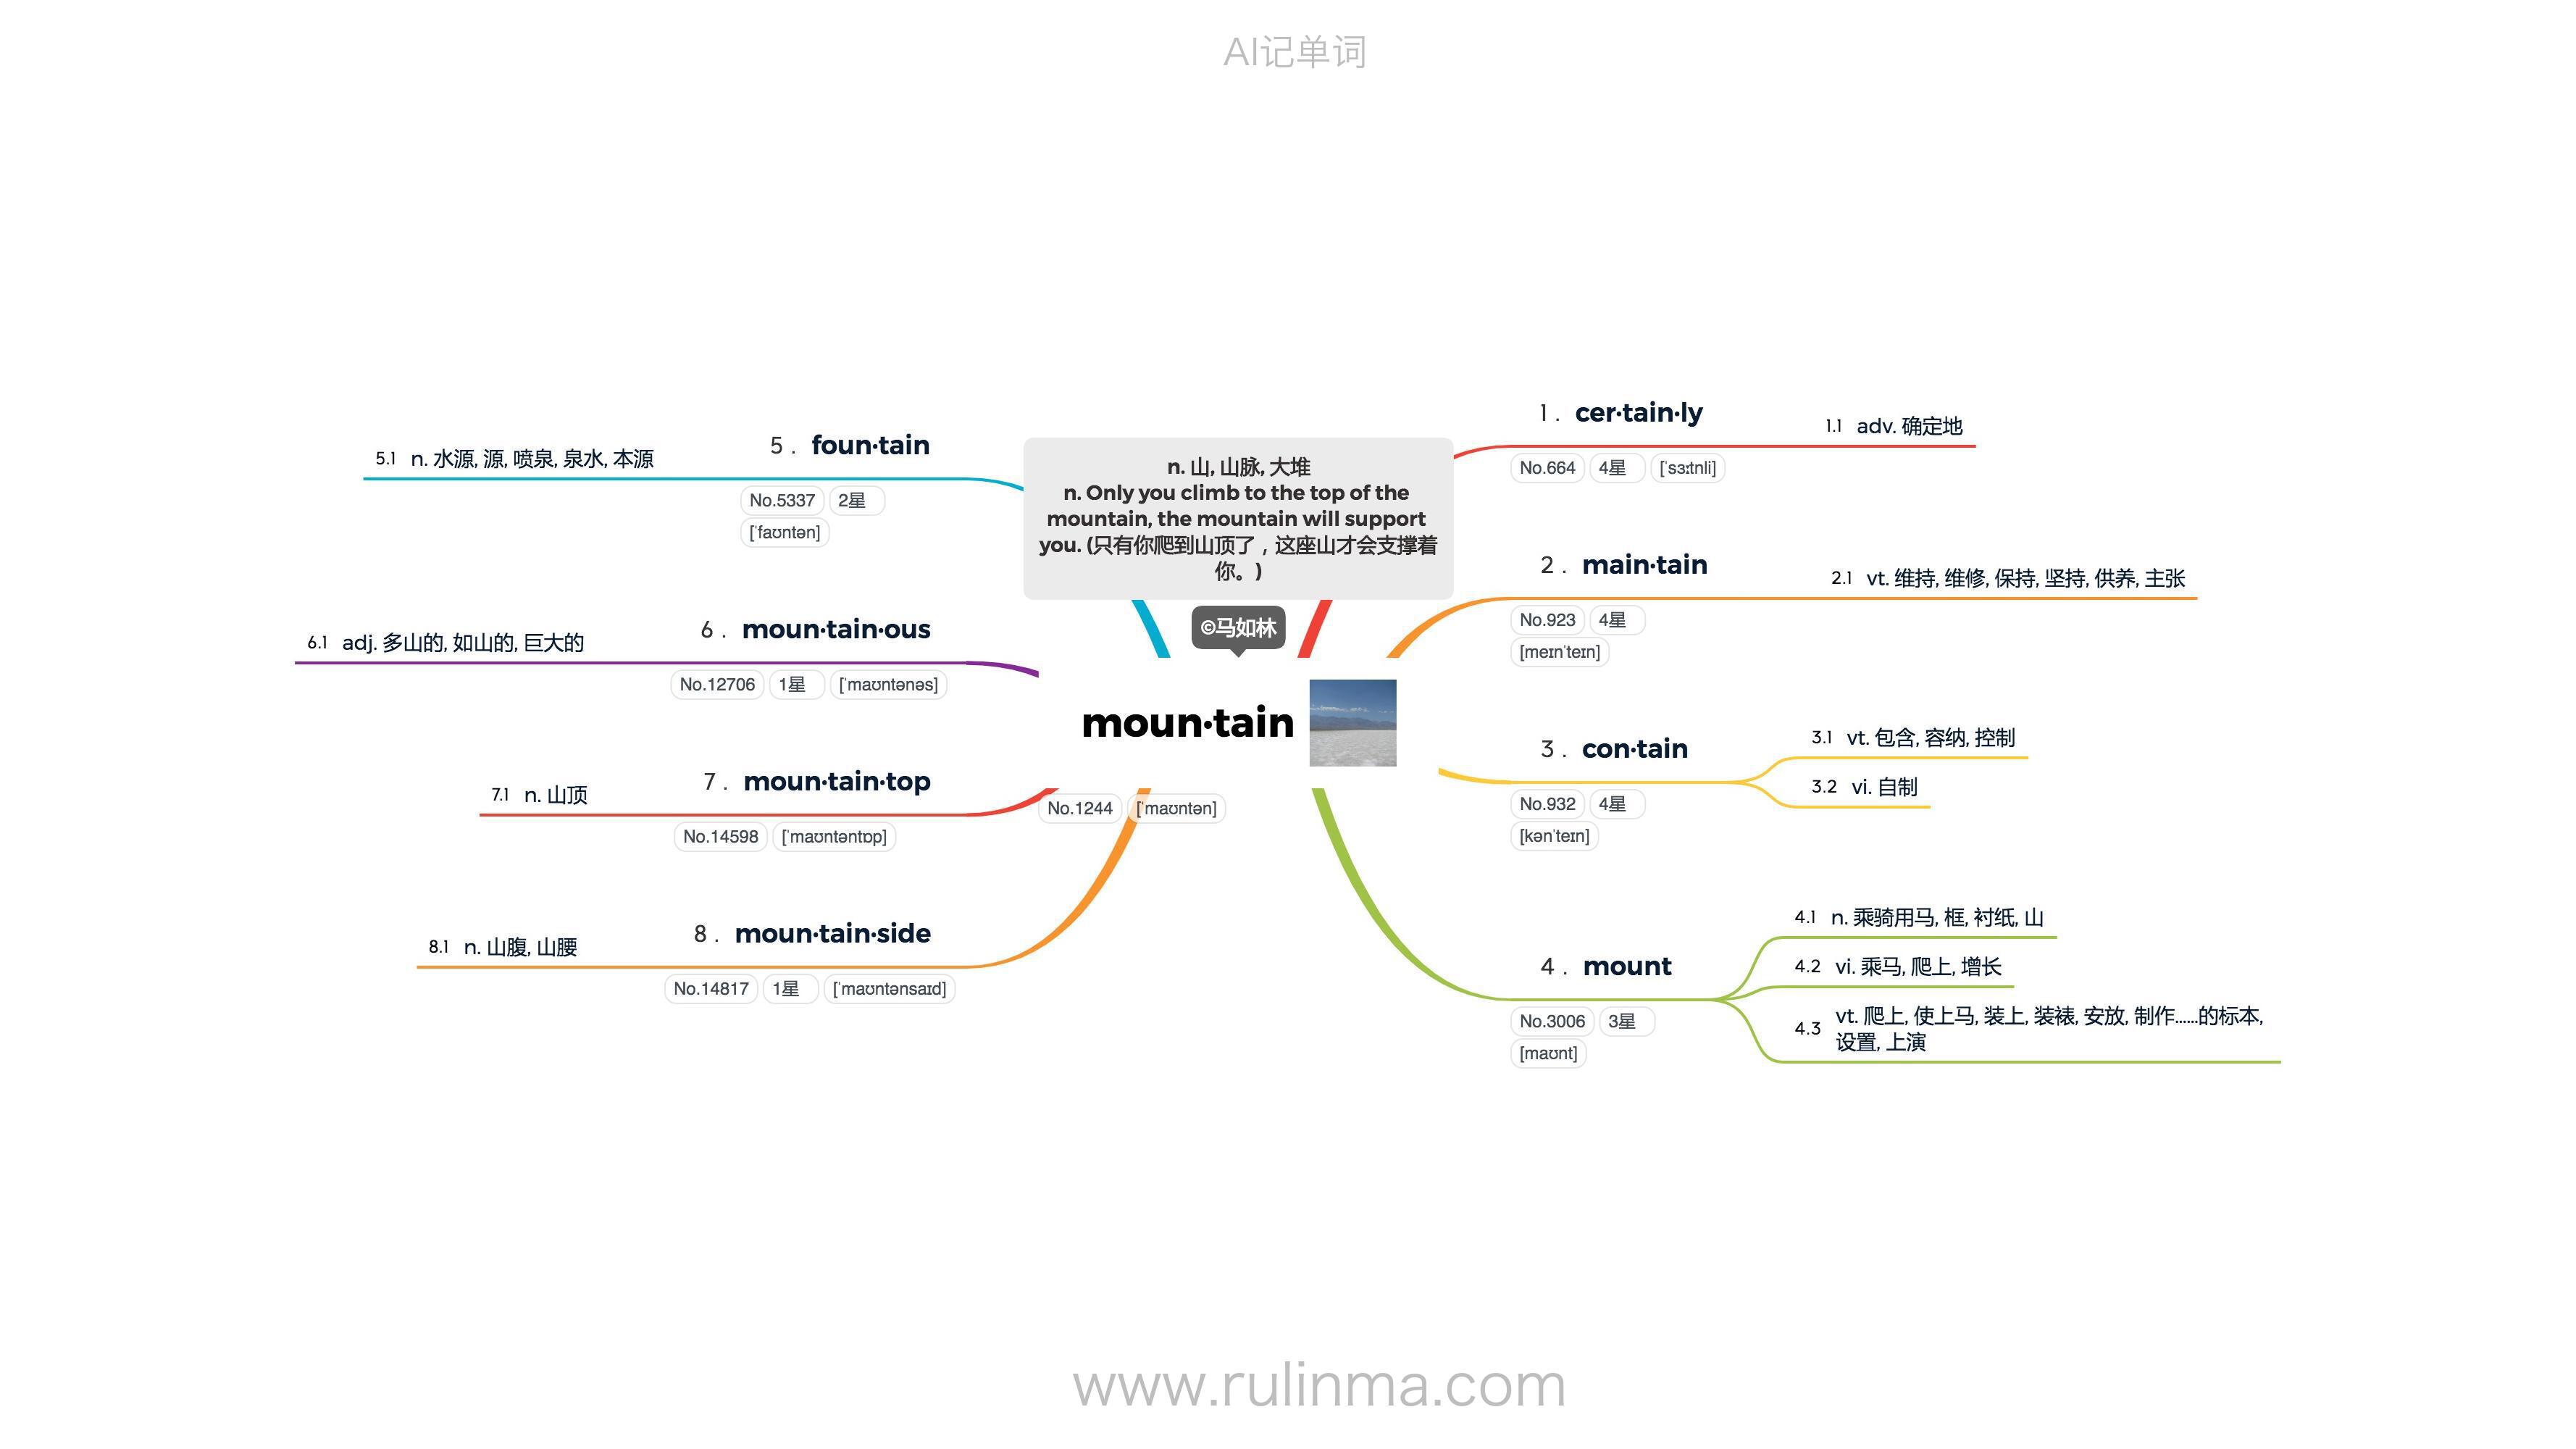 AI记单词
n. 山, 山脉, 大堆
n. Only you climb to the top of the
mountain, the mountain will support
you. (只有你爬到山顶了，这座山才会支撑着
你。)
©马如林
moun·tain
No.1244 [ˈmaʊntən]
1 . cer·tain·ly
No.664 4星 [ˈsɜːtnli]
1.1 adv. 确定地
2 . main·tain
No.923 4星
[meɪnˈteɪn]
2.1 vt. 维持, 维修, 保持, 坚持, 供养, 主张
3 . con·tain
No.932 4星
[kənˈteɪn]
3.1 vt. 包含, 容纳, 控制
3.2 vi. 自制
4 . mount
No.3006 3星
[maʊnt]
4.1 n. 乘骑用马, 框, 衬纸, 山
4.2 vi. 乘马, 爬上, 增长
4.3 vt. 爬上, 使上马, 装上, 装裱, 安放, 制作......的标本,
设置, 上演
5 . foun·tain
No.5337 2星
[ˈfaʊntən]
5.1 n. 水源, 源, 喷泉, 泉水, 本源
6 . moun·tain·ous
No.12706 1星 [ˈmaʊntənəs]
6.1 adj. 多山的, 如山的, 巨大的
7 . moun·tain·top
No.14598 [ˈmaʊntəntɒp]
7.1 n. 山顶
8 . moun·tain·side
No.14817 1星 [ˈmaʊntənsaɪd]
8.1 n. 山腹, 山腰
www.rulinma.com